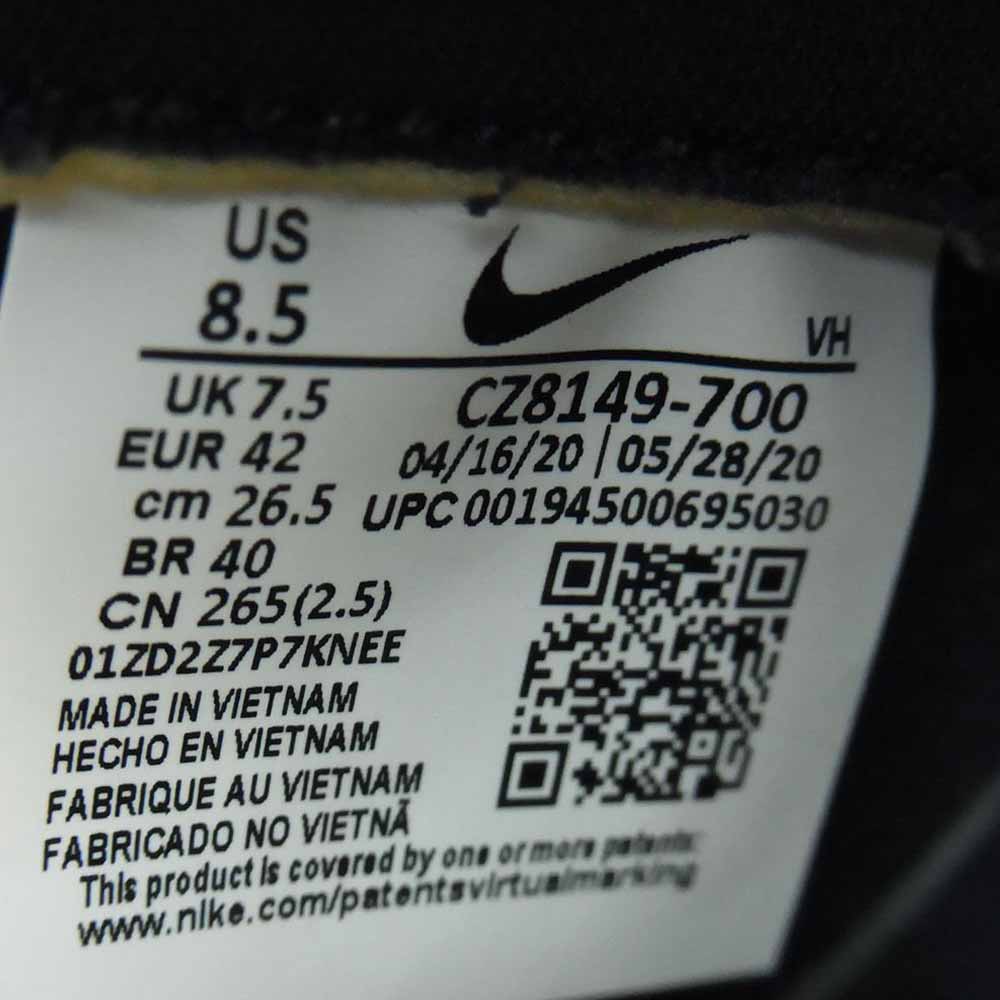 US
8.5
VH
UK 7.5
CZ8149-700
EUR 42
04/16/20 | 05/28/20
cm 26.5
UPC 00194500695030
BR 40
CN 265(2.5)
01ZD2Z7P7KNEE
MADE IN VIETNAM
HECHO EN VIETNAM
FABRIQUE AU VIETNAM
FABRICADO NO VIETNÃ
This product is covered by one or more patents:
www.nike.com/patentsvirtualmarking